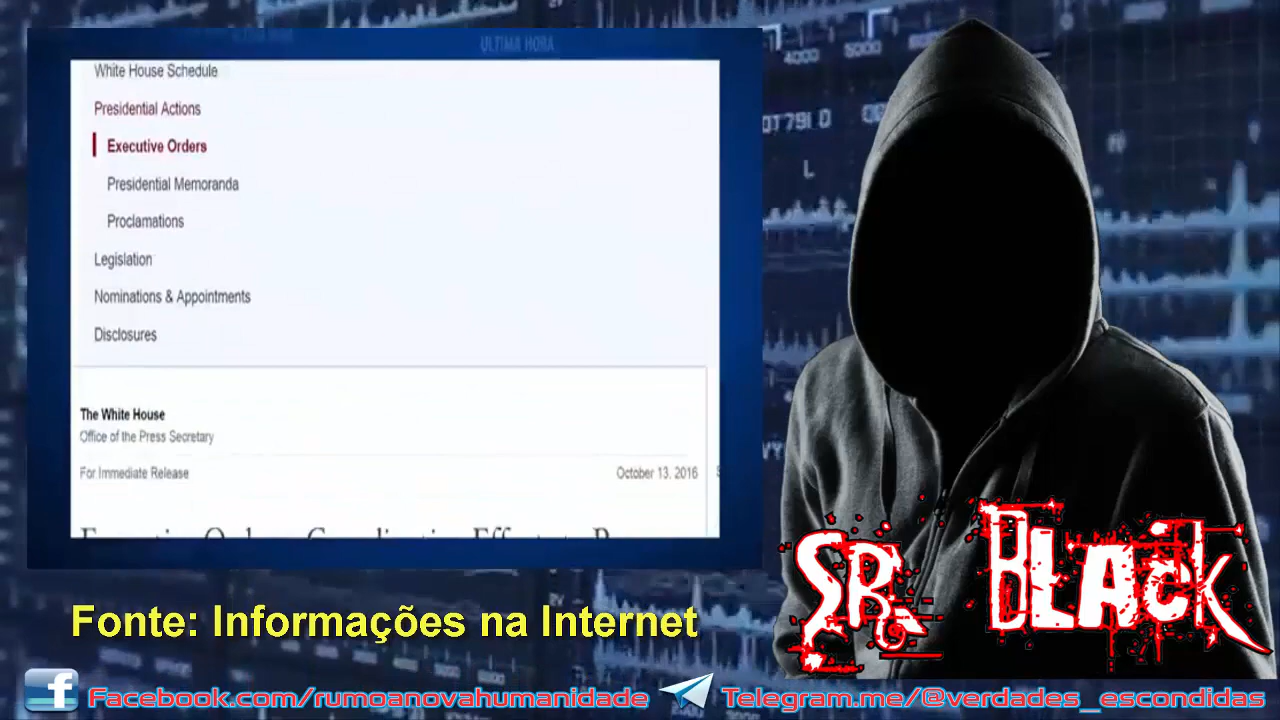 ULTIMA HORA
White House Schedule
Presidential Actions
Executive Orders
Presidential Memoranda
Proclamations
Legislation
Nominations & Appointments
Disclosures
The White House
Office of the Press Secretary
For Immediate Release
October 13, 2016
4000
5000
L
SR. BLACK
Fonte: Informações na Internet
Facebook.com/rumoanovahumanidade
Telegram.me/@verdades_escondidas